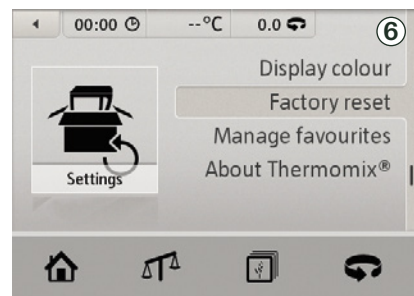 00:00 --°C 0.0 6
Display colour
Factory reset
Manage favourites
About Thermomix®
Settings